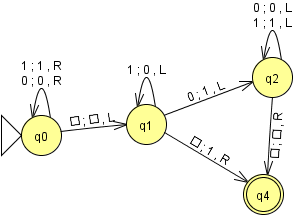 0 ; 0 , L
1 ; 1 , L
1 ; 1 , R
0 ; 0 , R
1 ; 0 , L
q2
0 ; 1 , L
□ ; □ , L
q0
q1
□ ; □ , R
□ ; 1 , R
q4